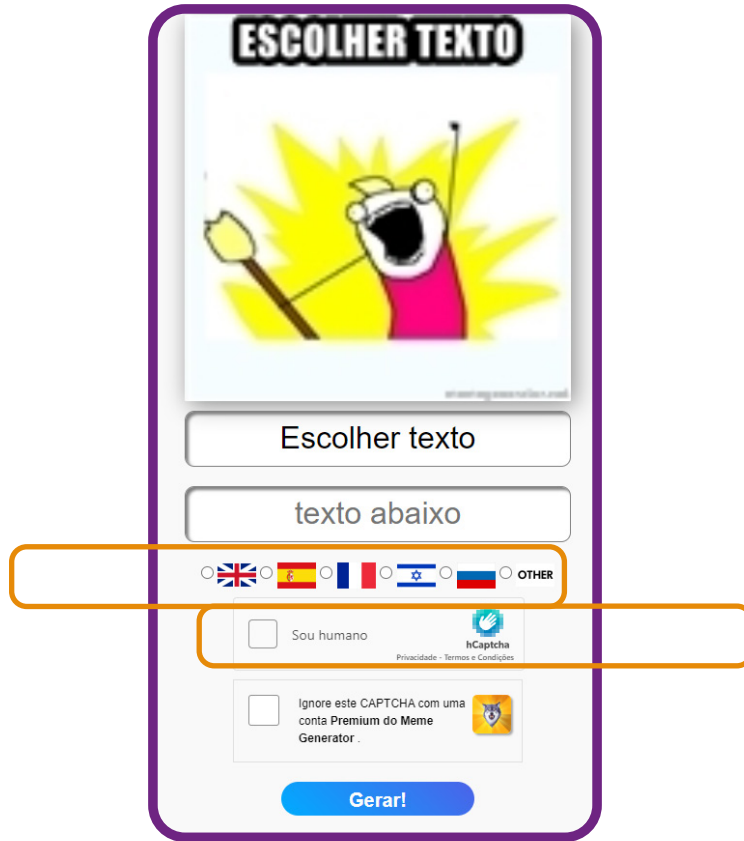 ESCOLHER TEXTO
Escolher texto
texto abaixo
OTHER
Sou humano
hCaptcha
Privacidade - Termos e Condições
Ignore este CAPTCHA com uma
conta Premium do Meme
Generator .
Gerar!